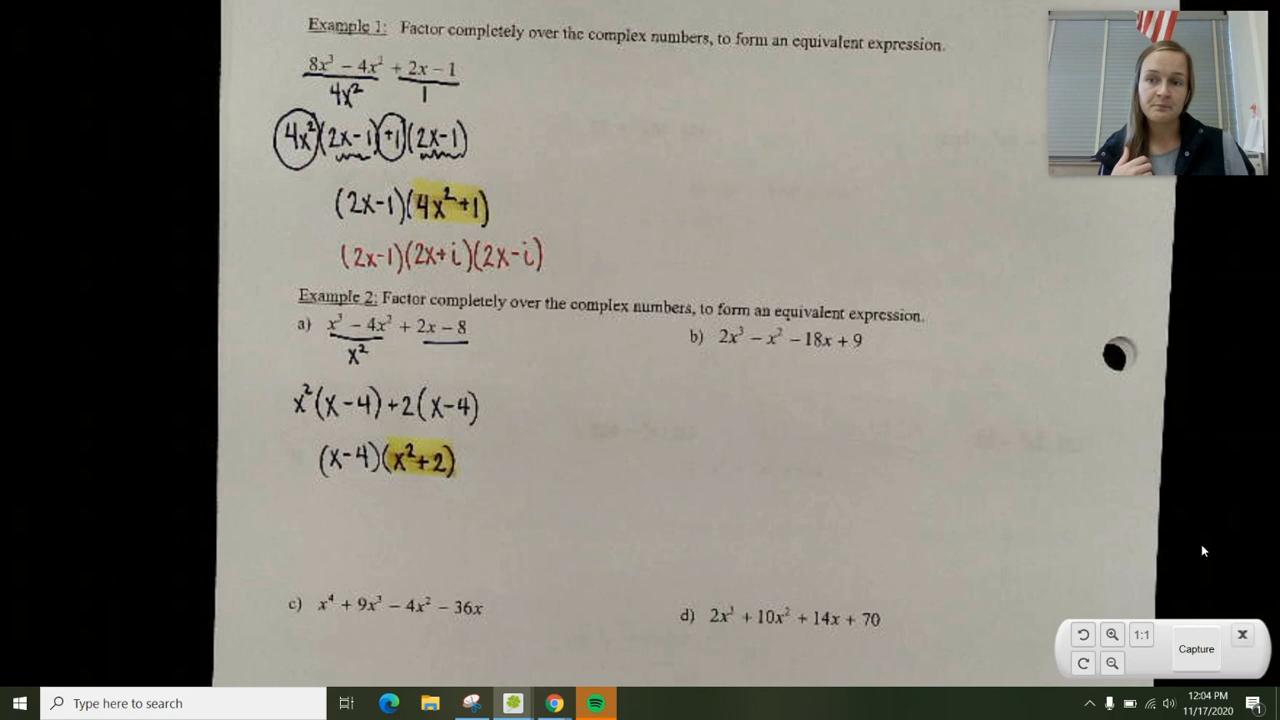 Example 1: Factor completely over the complex numbers, to form an equivalent expression.
8x³ − 4x² + 2x − 1
4x² 1
4x²(2x-1)+1(2x-1)
(2x-1)(4x²+1)
(2x-1)(2x+i)(2x-i)
Example 2: Factor completely over the complex numbers, to form an equivalent expression.
a) x³ − 4x² + 2x − 8
x²
x²(x-4)+2(x-4)
(x-4)(x²+2)
b) 2x³ − x² − 18x + 9
c) x⁴ + 9x³ − 4x² − 36x
d) 2x³ + 10x² + 14x + 70
1:1
Capture
Type here to search
12:04 PM
11/17/2020
1